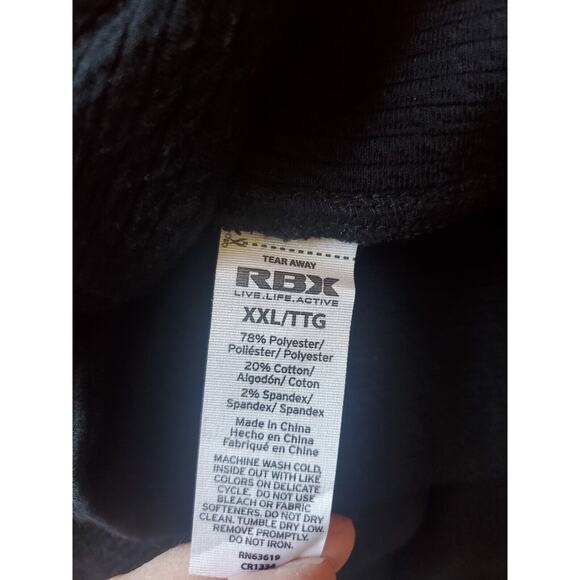 TEAR AWAY
RBX
LIVE.LIFE.ACTIVE
XXL/TTG
78% Polyester/
Poliéster/ Polyester
20% Cotton/
Algodón/ Coton
2% Spandex/
Spandex/ Spandex
Made in China
Hecho en China
Fabriqué en Chine
MACHINE WASH COLD,
INSIDE OUT WITH LIKE
COLORS ON DELICATE
CYCLE. DO NOT USE
BLEACH OR FABRIC
SOFTENERS. DO NOT DRY
CLEAN. TUMBLE DRY LOW.
REMOVE PROMPTLY.
DO NOT IRON.
RN63619
CR1334